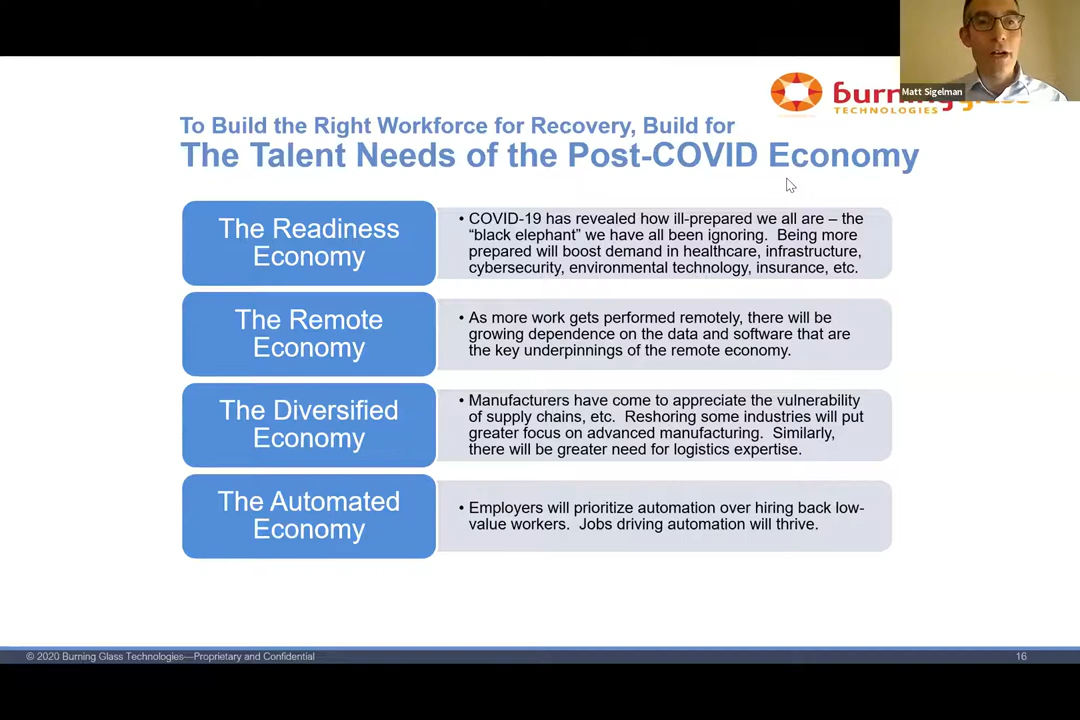 Matt Sigelman
TECHNOLOGIES
To Build the Right Workforce for Recovery, Build for
The Talent Needs of the Post-COVID Economy
The Readiness
Economy
• COVID-19 has revealed how ill-prepared we all are – the
“black elephant” we have all been ignoring. Being more
prepared will boost demand in healthcare, infrastructure,
cybersecurity, environmental technology, insurance, etc.
The Remote
Economy
• As more work gets performed remotely, there will be
growing dependence on the data and software that are
the key underpinnings of the remote economy.
The Diversified
Economy
• Manufacturers have come to appreciate the vulnerability
of supply chains, etc. Reshoring some industries will put
greater focus on advanced manufacturing. Similarly,
there will be greater need for logistics expertise.
The Automated
Economy
• Employers will prioritize automation over hiring back low-
value workers. Jobs driving automation will thrive.
© 2020 Burning Glass Technologies—Proprietary and Confidential
16